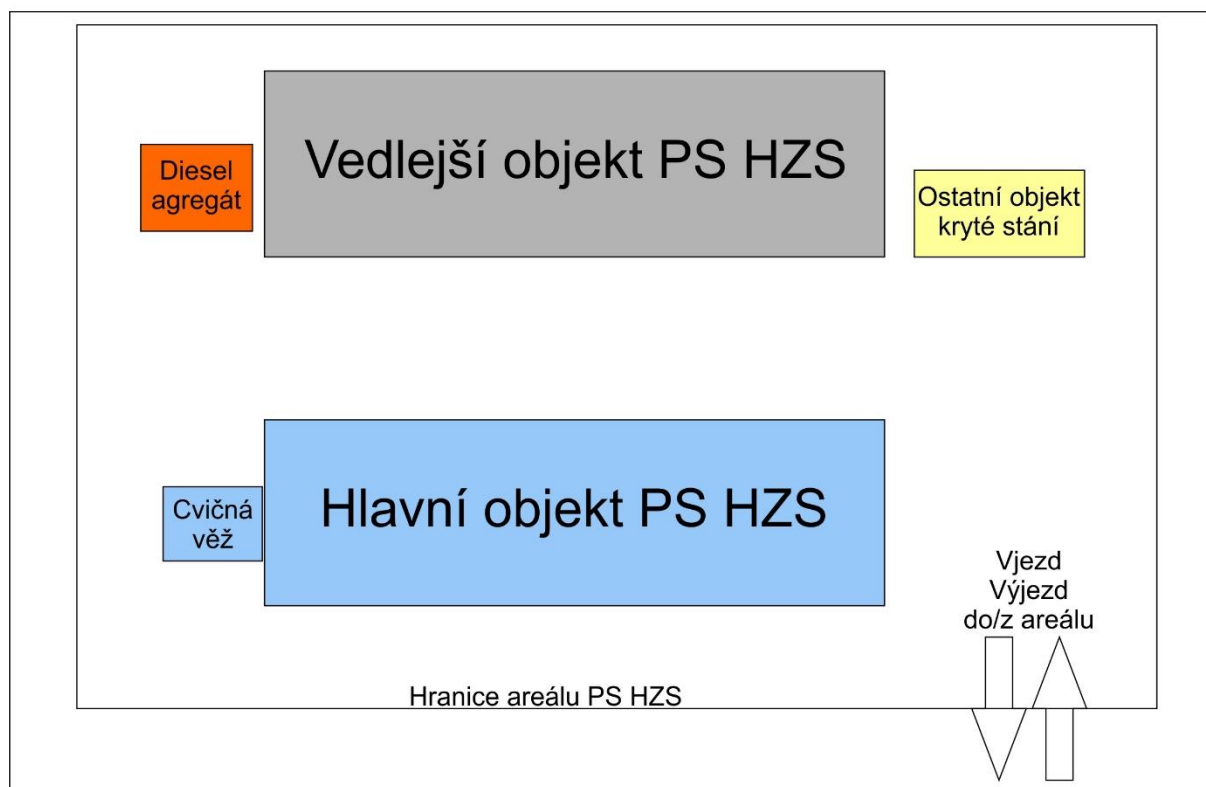 Vedlejší objekt PS HZS
Diesel
agregát
Ostatní objekt
kryté stání
Hlavní objekt PS HZS
Cvičná
věž
Vjezd
Výjezd
do/z areálu
Hranice areálu PS HZS